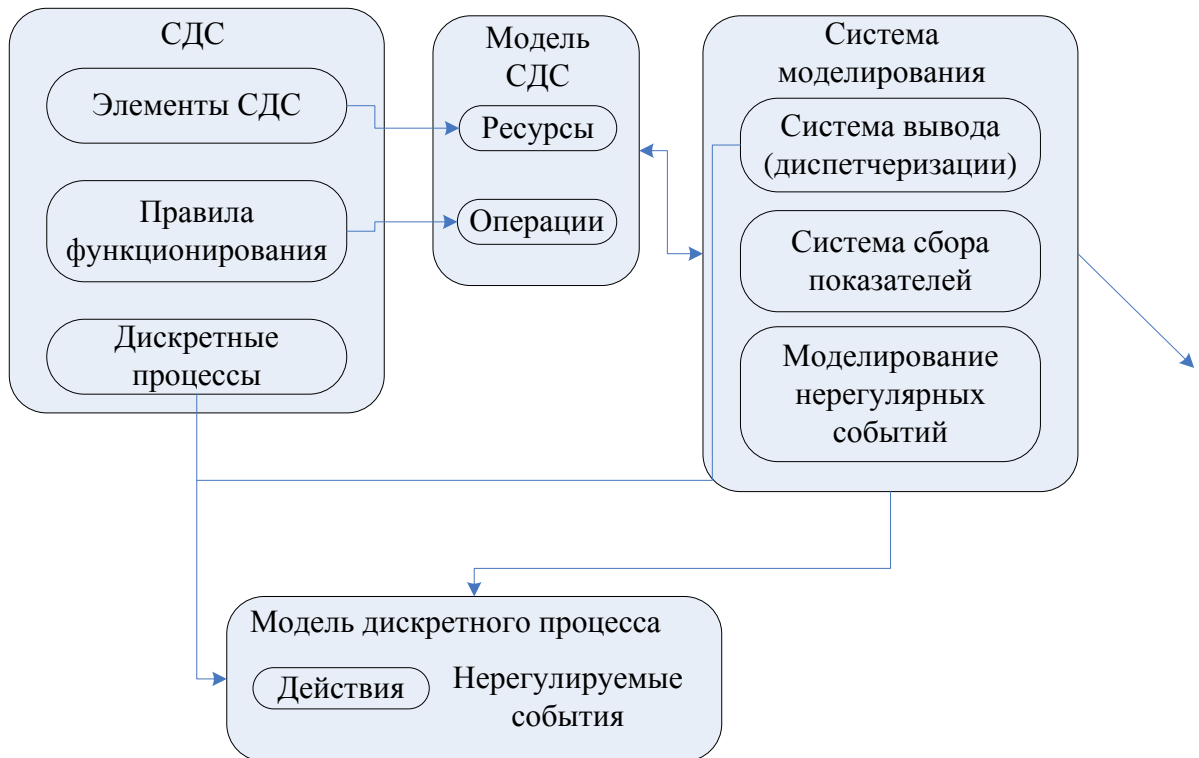 СДС
Элементы СДС
Правила
функционирования
Дискретные
процессы
Модель
СДС
Ресурсы
Операции
Система
моделирования
Система вывода
(диспетчеризации)
Система сбора
показателей
Моделирование
нерегулярных
событий
Модель дискретного процесса
Действия
Нерегулируемые
события